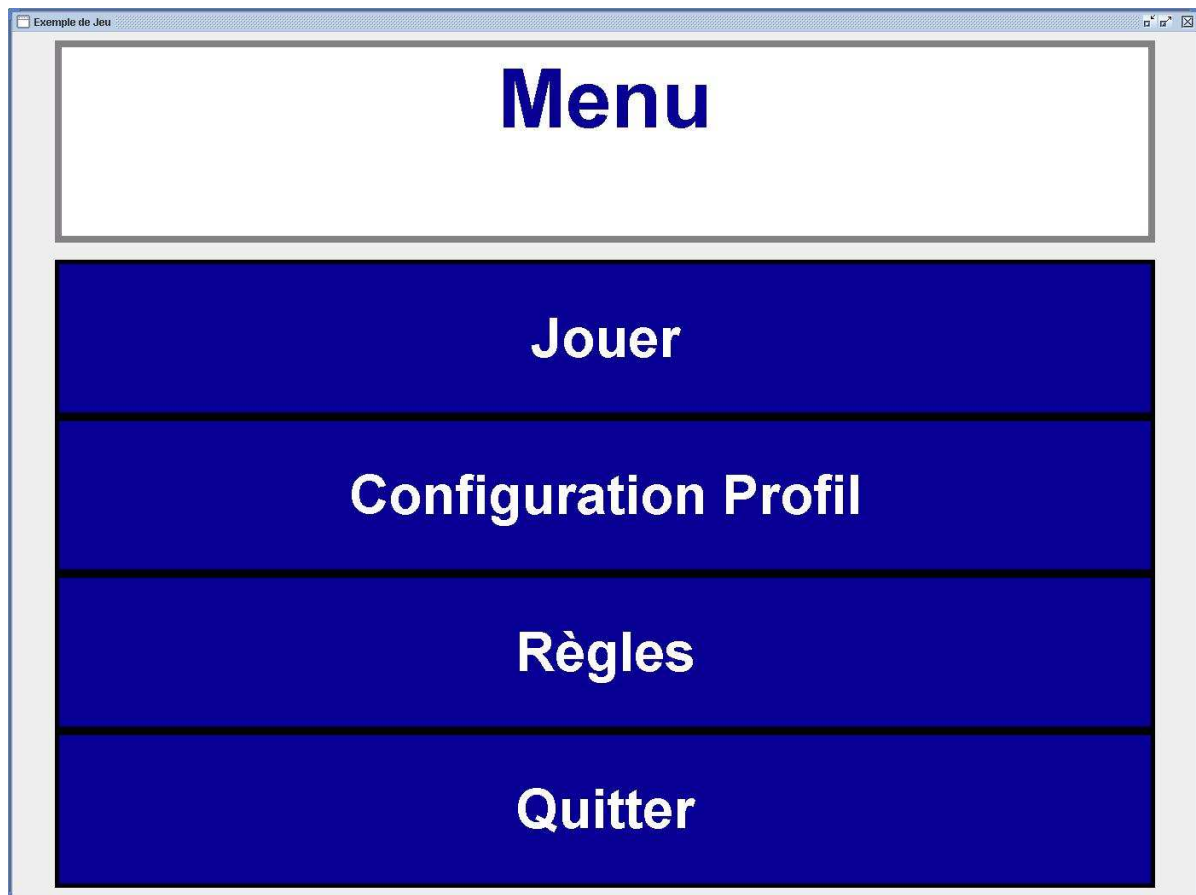 Exemple de Jeu
Menu
Jouer
Configuration Profil
Règles
Quitter